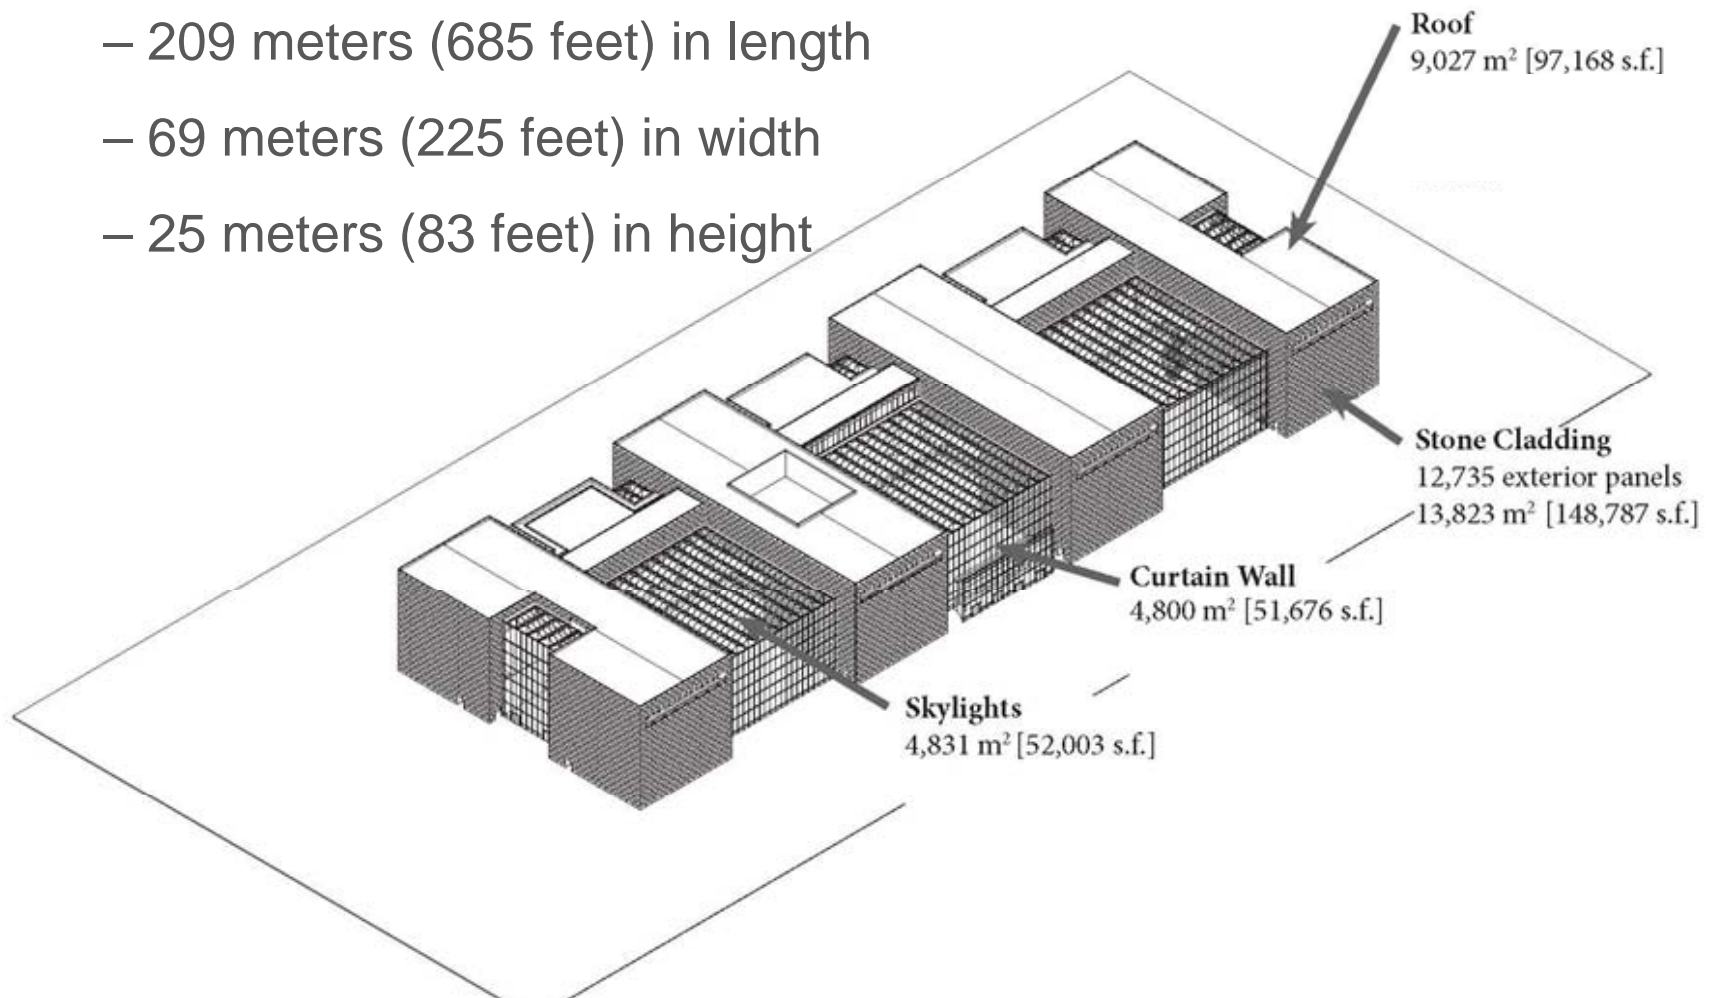 – 209 meters (685 feet) in length
– 69 meters (225 feet) in width
– 25 meters (83 feet) in height
Roof
9,027 m² [97,168 s.f.]
Stone Cladding
12,735 exterior panels
13,823 m² [148,787 s.f.]
Curtain Wall
4,800 m² [51,676 s.f.]
Skylights
4,831 m² [52,003 s.f.]